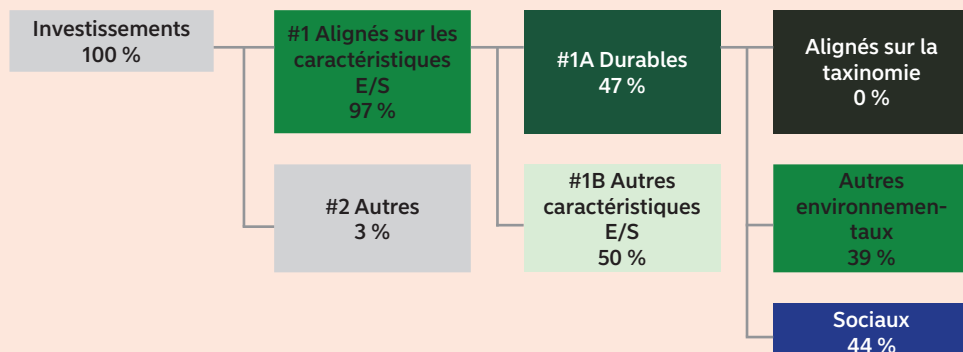 Investissements
100 %
#1 Alignés sur les
caractéristiques
E/S
97 %
#1A Durables
47 %
Alignés sur la
taxinomie
0 %
#2 Autres
3 %
#1B Autres
caractéristiques
E/S
50 %
Autres
environnemen-
taux
39 %
Sociaux
44 %